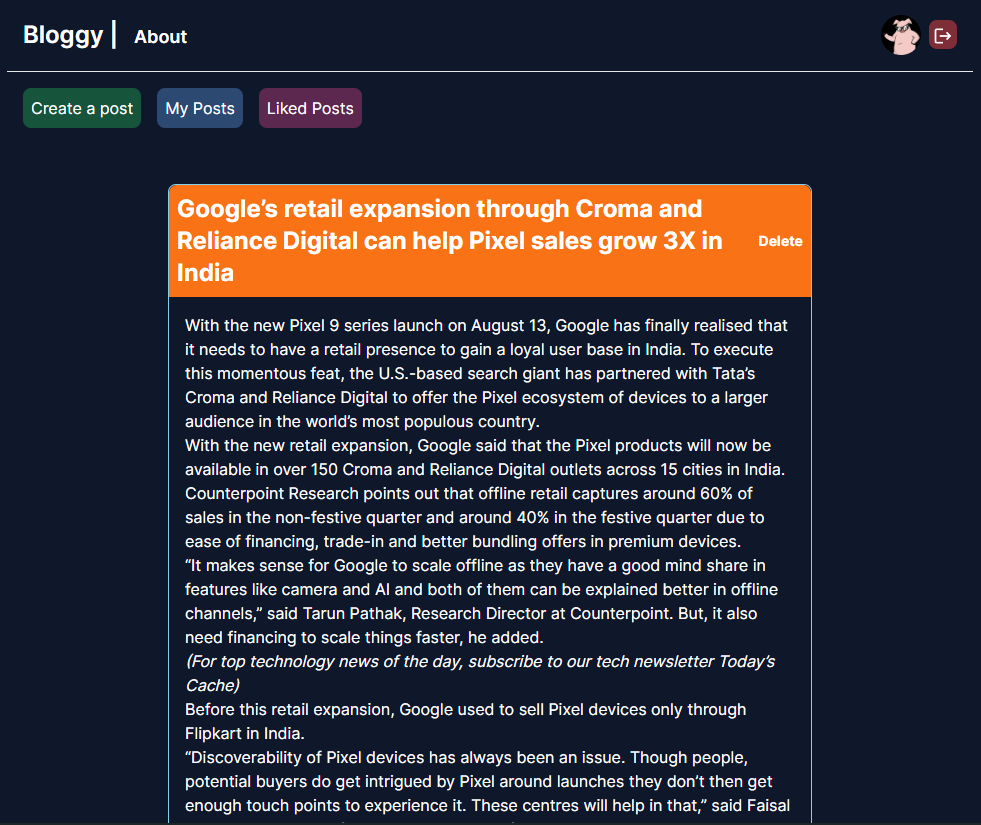 Bloggy | About
Create a post My Posts Liked Posts
Google’s retail expansion through Croma and
Reliance Digital can help Pixel sales grow 3X in
India
Delete
With the new Pixel 9 series launch on August 13, Google has finally realised that
it needs to have a retail presence to gain a loyal user base in India. To execute
this momentous feat, the U.S.-based search giant has partnered with Tata’s
Croma and Reliance Digital to offer the Pixel ecosystem of devices to a larger
audience in the world’s most populous country.
With the new retail expansion, Google said that the Pixel products will now be
available in over 150 Croma and Reliance Digital outlets across 15 cities in India.
Counterpoint Research points out that offline retail captures around 60% of
sales in the non-festive quarter and around 40% in the festive quarter due to
ease of financing, trade-in and better bundling offers in premium devices.
“It makes sense for Google to scale offline as they have a good mind share in
features like camera and AI and both of them can be explained better in offline
channels,” said Tarun Pathak, Research Director at Counterpoint. But, it also
need financing to scale things faster, he added.
(For top technology news of the day, subscribe to our tech newsletter Today’s
Cache)
Before this retail expansion, Google used to sell Pixel devices only through
Flipkart in India.
“Discoverability of Pixel devices has always been an issue. Though people,
potential buyers do get intrigued by Pixel around launches they don’t then get
enough touch points to experience it. These centres will help in that,” said Faisal